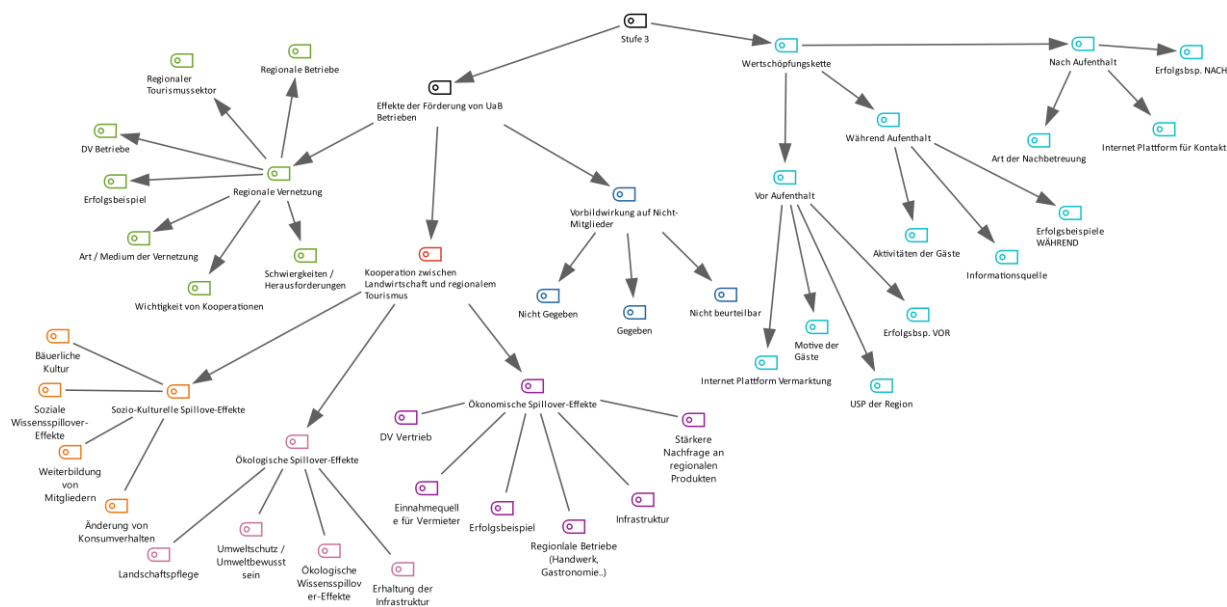 Stufe 3
Wertschöpfungskette
Nach Aufenthalt
Erfolgsbsp. NACH
Regionale Betriebe
Regionaler
Tourismussektor
Effekte der Förderung von UaB
Betrieben
Während Aufenthalt
Art der Nachbetreuung
Internet Plattform für Kontakt
DV Betriebe
Regionale Vernetzung
Erfolgsbeispiel
Vor Aufenthalt
Vorbildwirkung auf Nicht-
Mitglieder
Erfolgsbeispiele
WÄHREND
Aktivitäten der Gäste
Informationsquelle
Art / Medium der Vernetzung
Schwiergkeiten /
Herausforderungen
Wichtigkeit von Kooperationen
Kooperation zwischen
Landwirtschaft und regionalem
Tourismus
Nicht Gegeben
Gegeben
Nicht beurteilbar
Erfolgsbsp. VOR
Motive der
Gäste
Internet Plattform Vermarktung
USP der Region
Bäuerliche
Kultur
Soziale
Wissensspillover-
Effekte
Sozio-Kulturelle Spillove-Effekte
Weiterbildung
von
Mitgliedern
Änderung von
Konsumverhalten
Ökonomische Spillover-Effekte
DV Vertrieb
Stärkere
Nachfrage an
regionalen
Produkten
Ökologische Spillover-Effekte
Einnahmequell
e für Vermieter
Erfolgsbeispiel
Infrastruktur
Regionlale Betriebe
(Handwerk,
Gastronomie..)
Landschaftspflege
Umweltschutz /
Umweltbewusst
sein
Ökologische
Wissensspillov
er-Effekte
Erhaltung der
Infrastruktur